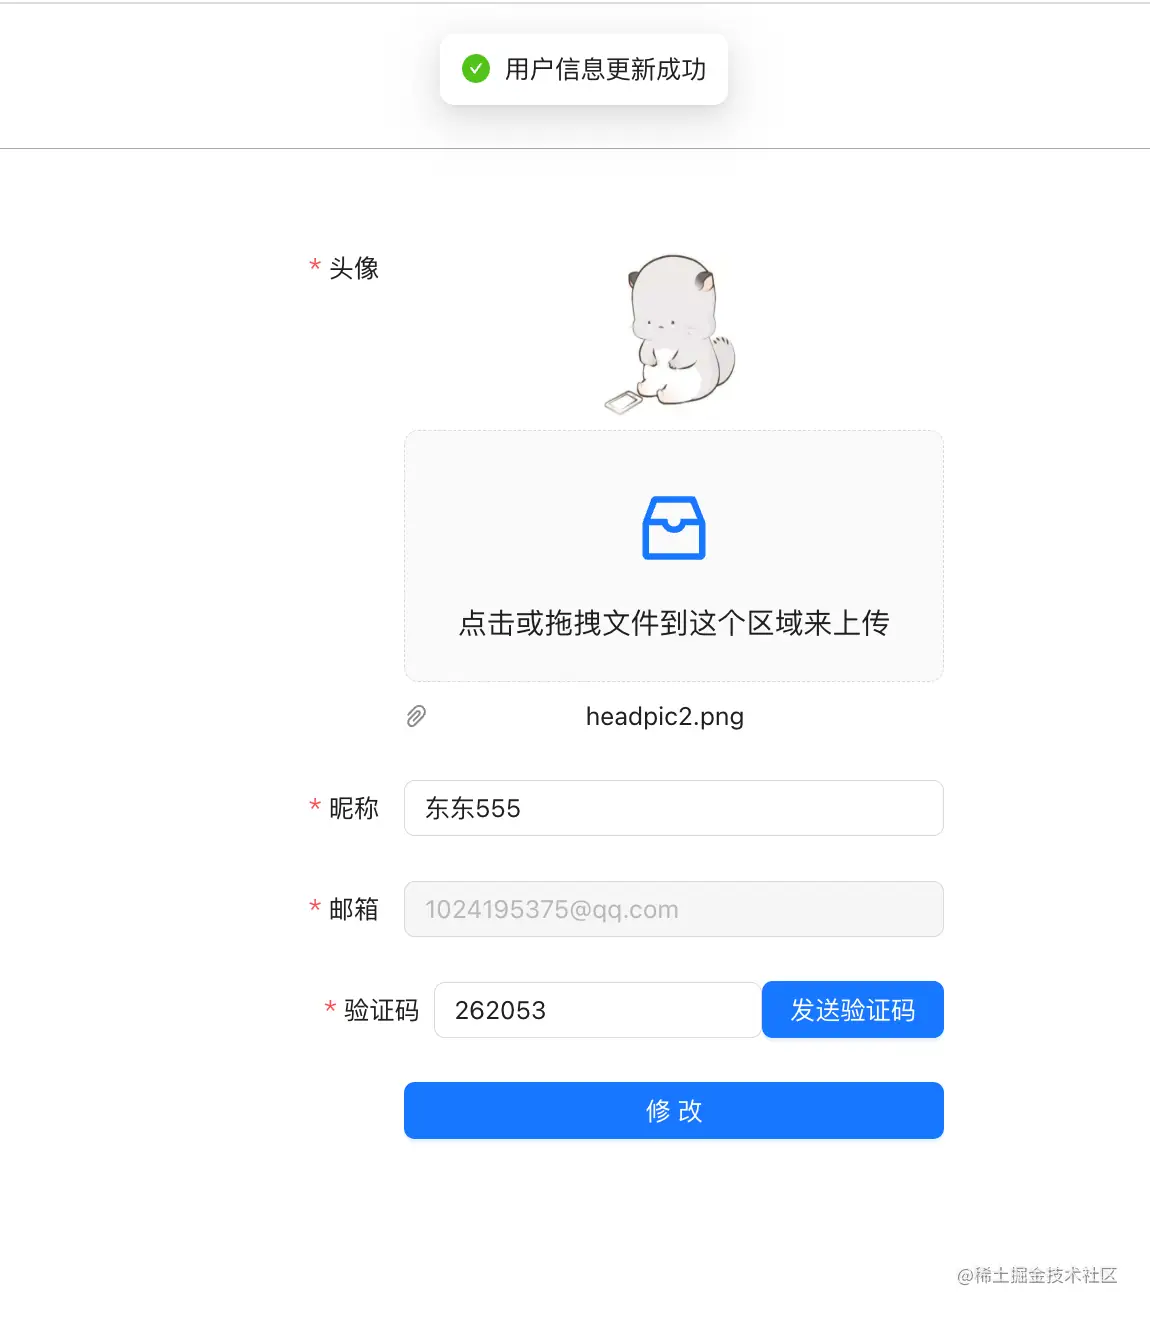 用户信息更新成功
* 头像
点击或拖拽文件到这个区域来上传
headpic2.png
* 昵称 东东555
* 邮箱 1024195375@qq.com
* 验证码 262053 发送验证码
修 改
@稀土掘金技术社区